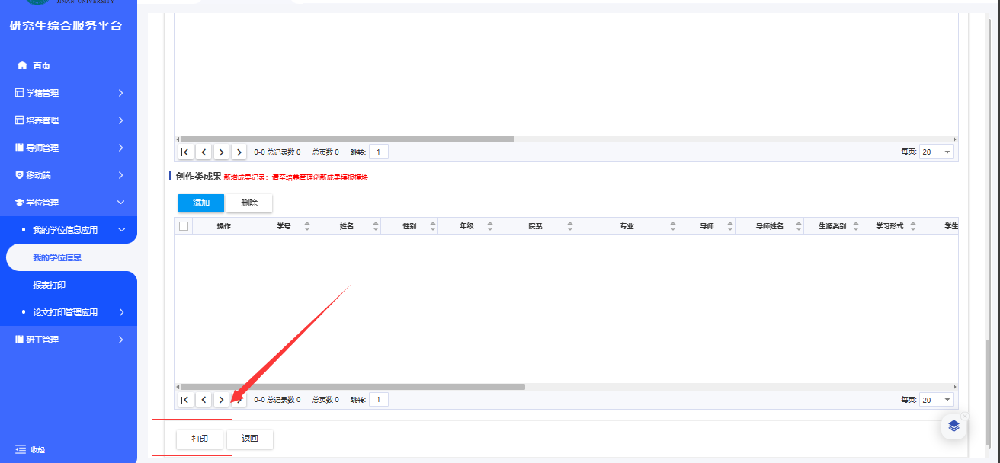 JINAN UNIVERSITY
研究生综合服务平台
首页
学籍管理
培养管理
导师管理
移动端
学位管理
我的学位信息应用
我的学位信息
报表打印
论文打印管理应用
研工管理
收起
0-0 总记录数 0 总页数 0 跳转: 1
每页: 20
创作类成果 新增成果记录：请至培养管理创新成果填报模块
添加 删除
操作 学号 姓名 性别 年级 院系 专业 导师 导师姓名 生源类别 学习形式 学生
0-0 总记录数 0 总页数 0 跳转: 1
每页: 20
打印 返回